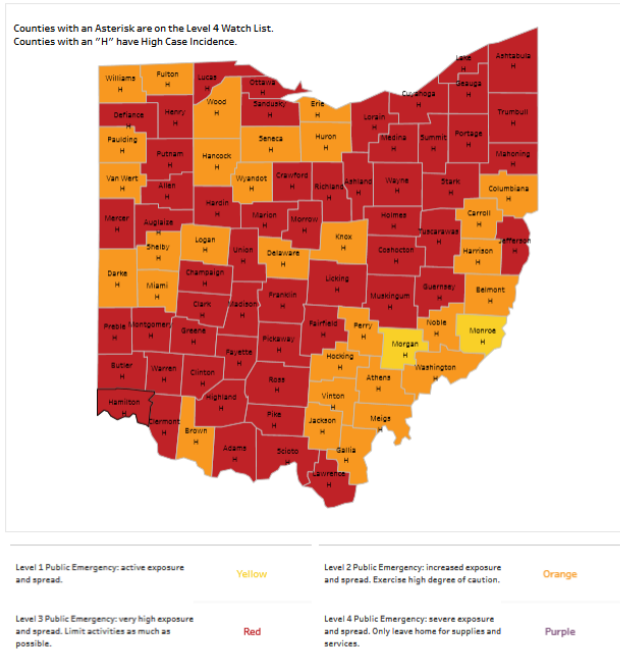 Counties with an Asterisk are on the Level 4 Watch List.
Counties with an "H" have High Case Incidence.
Williams
H
Fulton
H
Lucas
H
Ottawa
H
Lake
H
Ashtabula
H
Geauga
H
Cuyahoga
H
Wood
H
Sandusky
H
Erie
H
Lorain
H
Defiance
H
Henry
H
Trumbull
H
Paulding
H
Seneca
H
Huron
H
Medina
H
Summit
H
Portage
H
Mahoning
H
Putnam
H
Hancock
H
Van Wert
H
Allen
H
Wyandot
H
Crawford
H
Richland
H
Ashland
H
Wayne
H
Stark
H
Columbiana
H
Hardin
H
Mercer
H
Auglaize
H
Marion
H
Morrow
H
Holmes
H
Carroll
H
Tuscarawas
H
Jefferson
H
Logan
H
Union
H
Knox
H
Coshocton
H
Harrison
H
Shelby
H
Delaware
H
Darke
H
Miami
H
Champaign
H
Licking
H
Guernsey
H
Belmont
H
Muskingum
H
Clark
H
Madison
H
Franklin
H
Preble
H
Montgomery
H
Greene
H
Fairfield
H
Perry
H
Noble
H
Monroe
H
Pickaway
H
Morgan
H
Fayette
H
Hocking
H
Butler
H
Warren
H
Clinton
H
Ross
H
Athens
H
Washington
H
Hamilton
H
Highland
H
Vinton
H
Clermont
H
Pike
H
Jackson
H
Meigs
H
Brown
H
Adams
H
Scioto
H
Gallia
H
Lawrence
H
Level 1 Public Emergency: active exposure
and spread.
Yellow
Level 2 Public Emergency: increased exposure
and spread. Exercise high degree of caution.
Orange
Level 3 Public Emergency: very high exposure
and spread. Limit activities as much as
possible.
Red
Level 4 Public Emergency: severe exposure
and spread. Only leave home for supplies and
services.
Purple